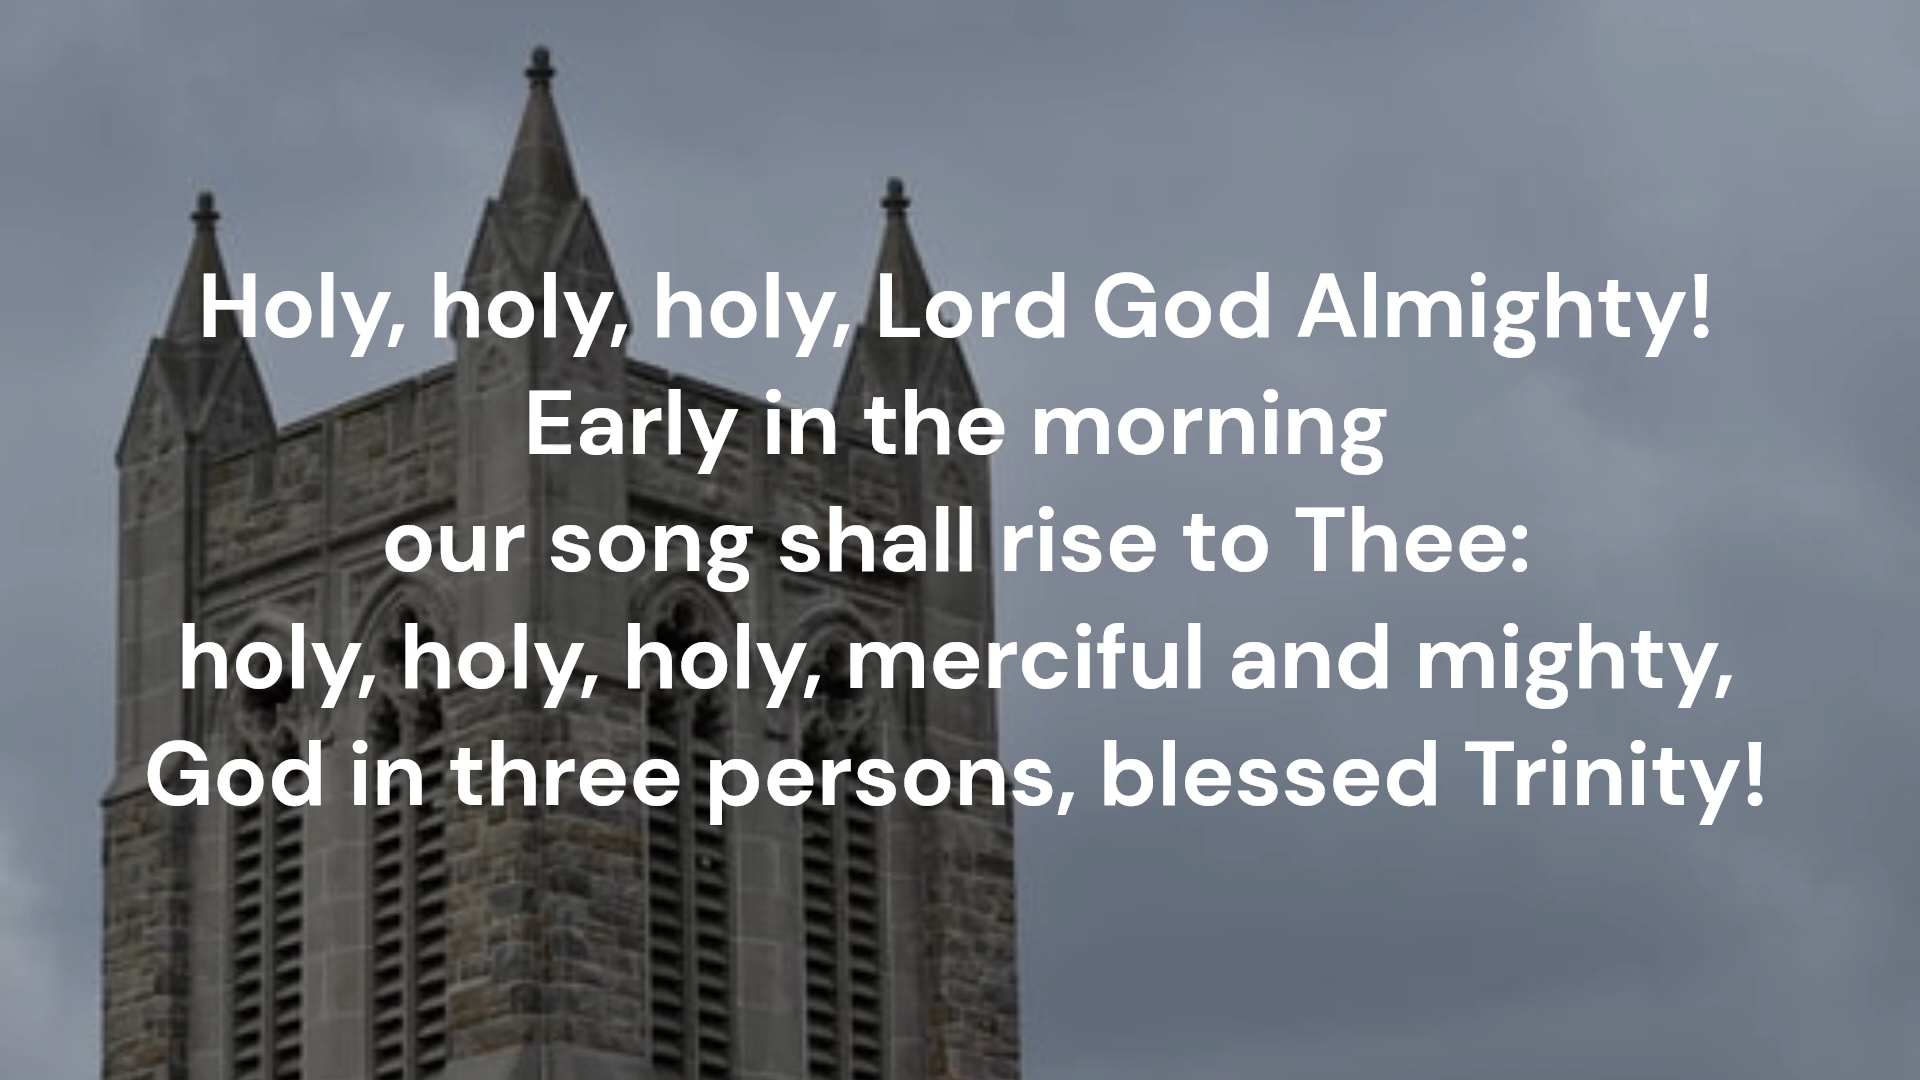 Holy, holy, holy, Lord God Almighty!
Early in the morning
our song shall rise to Thee:
holy, holy, holy, merciful and mighty,
God in three persons, blessed Trinity!